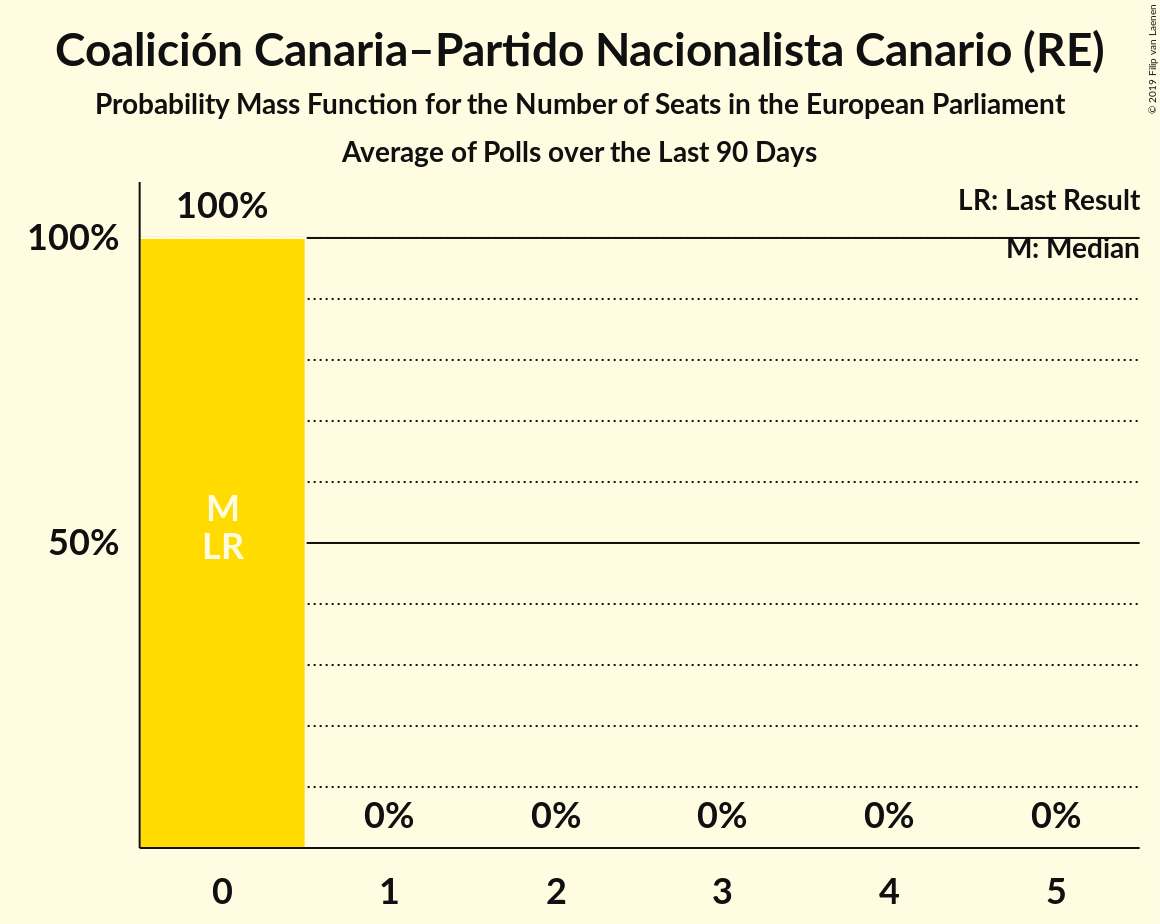 Coalición Canaria–Partido Nacionalista Canario (RE)
Probability Mass Function for the Number of Seats in the European Parliament
Average of Polls over the Last 90 Days
© 2019 Filip van Laenen
LR: Last Result
M: Median
100%
100%
50%
M
LR
0% 0% 0% 0% 0%
0 1 2 3 4 5